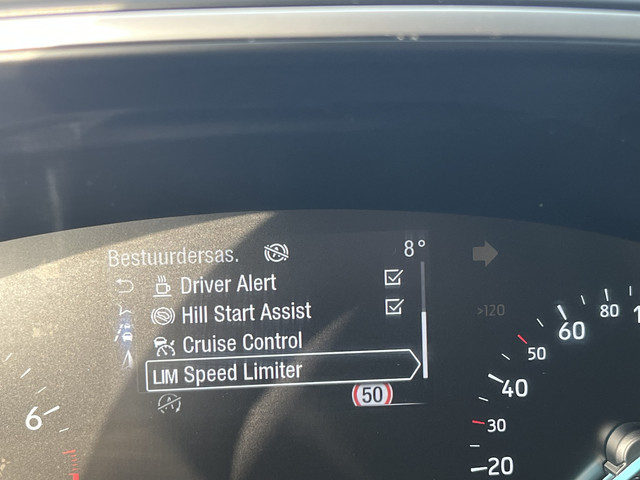 Bestuurdersas. 8°
Driver Alert
Hill Start Assist
Cruise Control
LIM Speed Limiter
50
>120
6
20
30
40
50
60
80